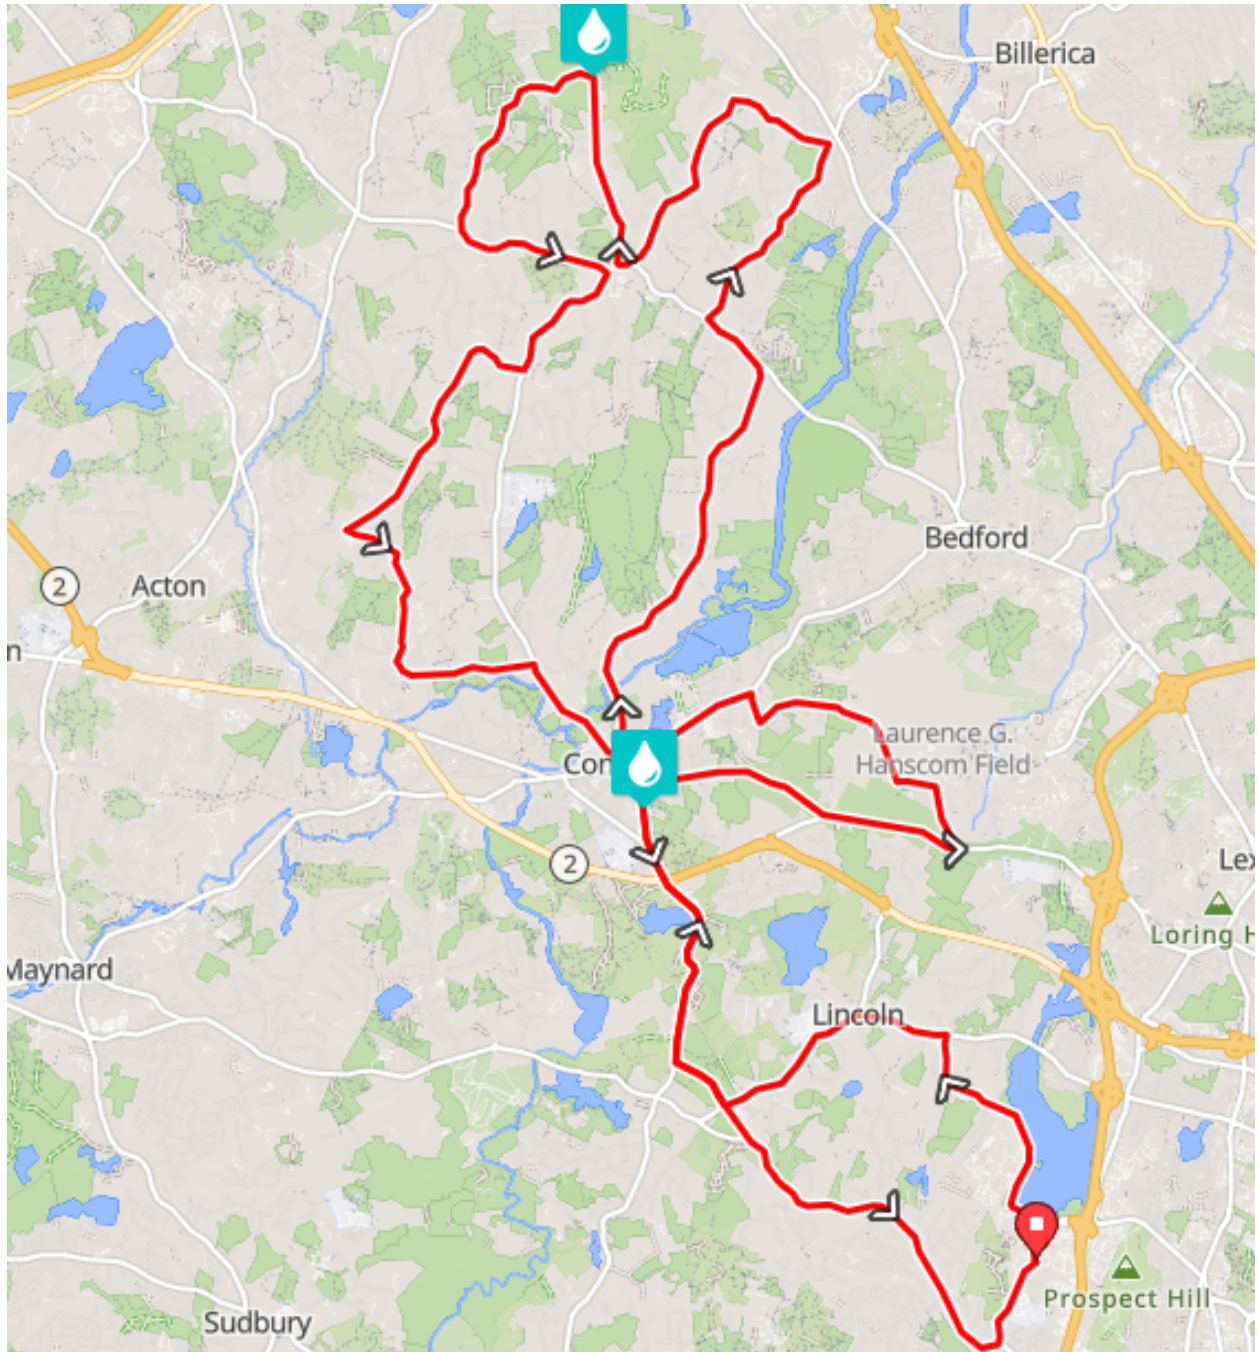 Billerica
Bedford
2
Acton
n
Laurence G.
Hanscom Field
Con
2
Lex
Loring H
Maynard
Lincoln
Prospect Hill
Sudbury